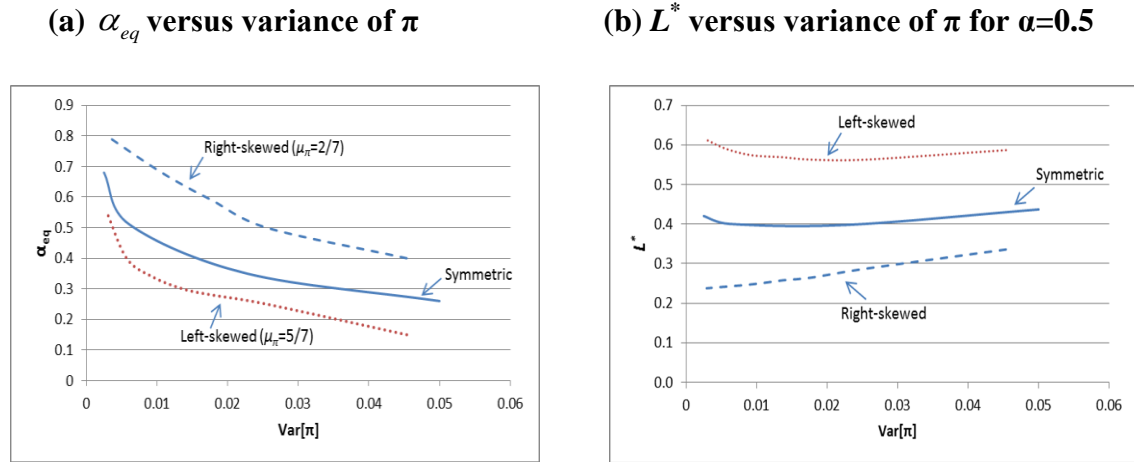 (a) α_eq versus variance of π
(b) L* versus variance of π for α=0.5
0.9
0.8
0.7
0.6
0.5
0.4
0.3
0.2
0.1
0
α_eq
Right-skewed (μ_π=2/7)
Symmetric
Left-skewed (μ_π=5/7)
0 0.01 0.02 0.03 0.04 0.05 0.06
Var[π]
0.7
0.6
0.5
0.4
0.3
0.2
0.1
0.0
L*
Left-skewed
Symmetric
Right-skewed
0 0.01 0.02 0.03 0.04 0.05 0.06
Var[π]